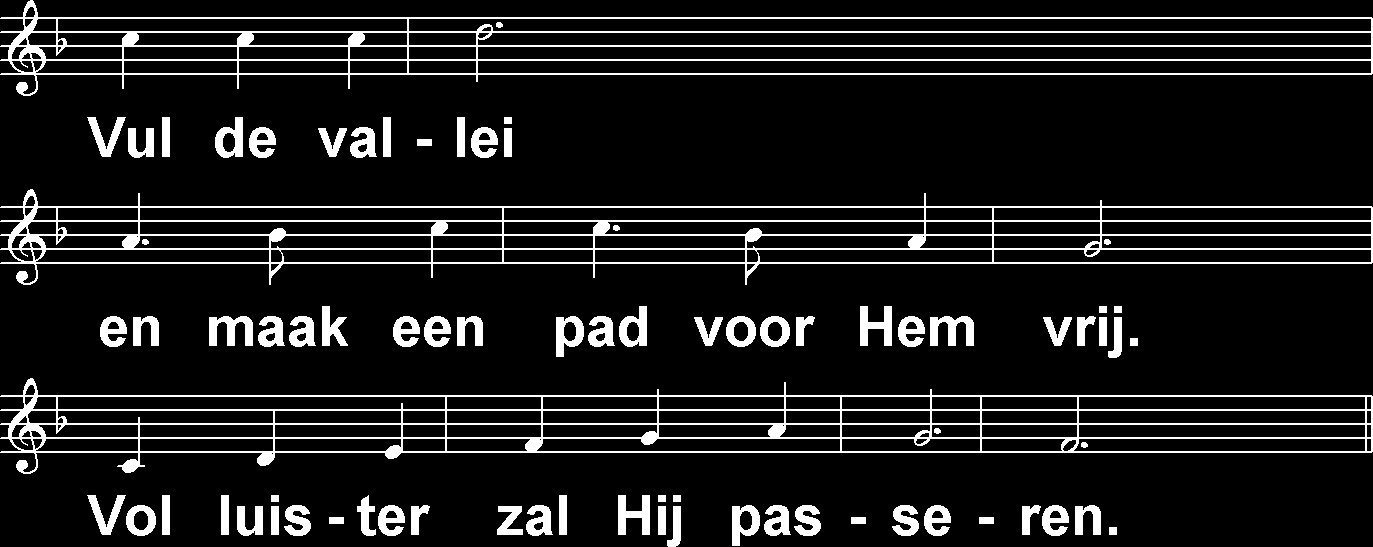 Vul de val - lei
en maak een pad voor Hem vrij.
Vol luis - ter zal Hij pas - se - ren.